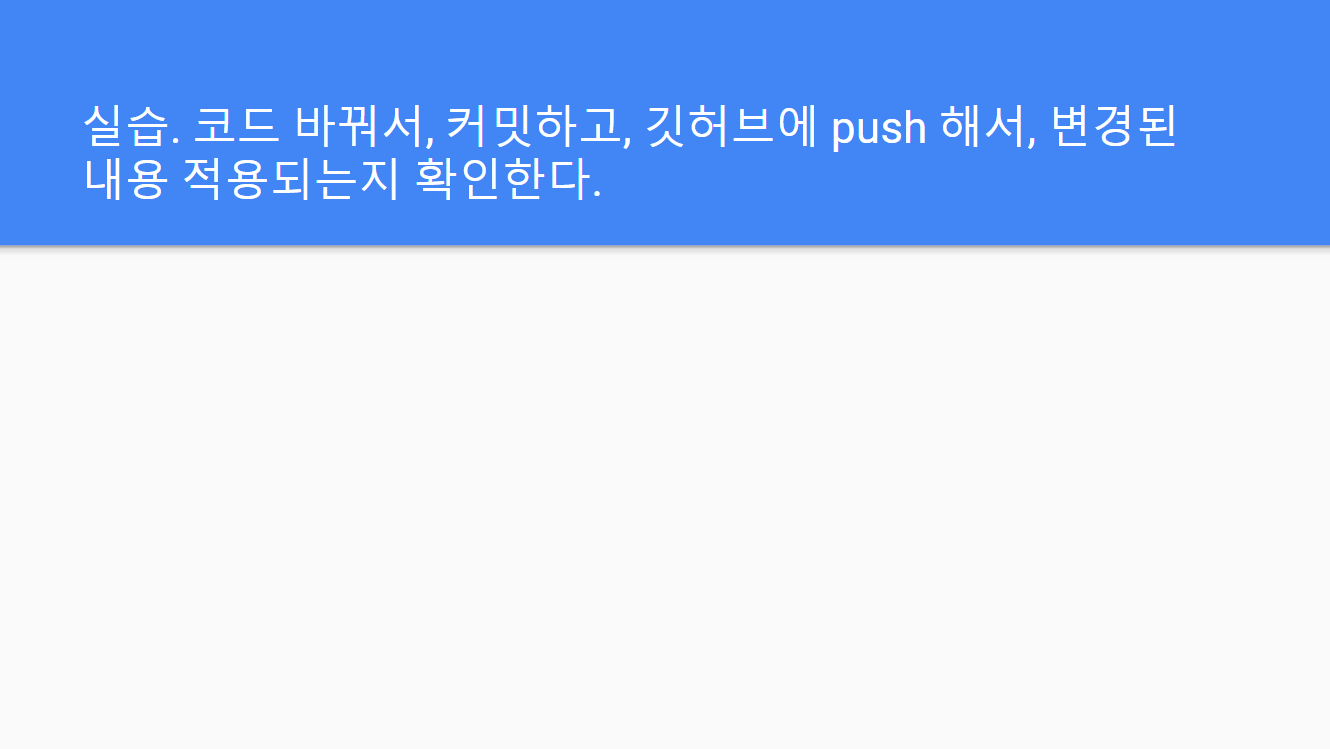 실습. 코드 바꿔서, 커밋하고, 깃허브에 push 해서, 변경된
내용 적용되는지 확인한다.